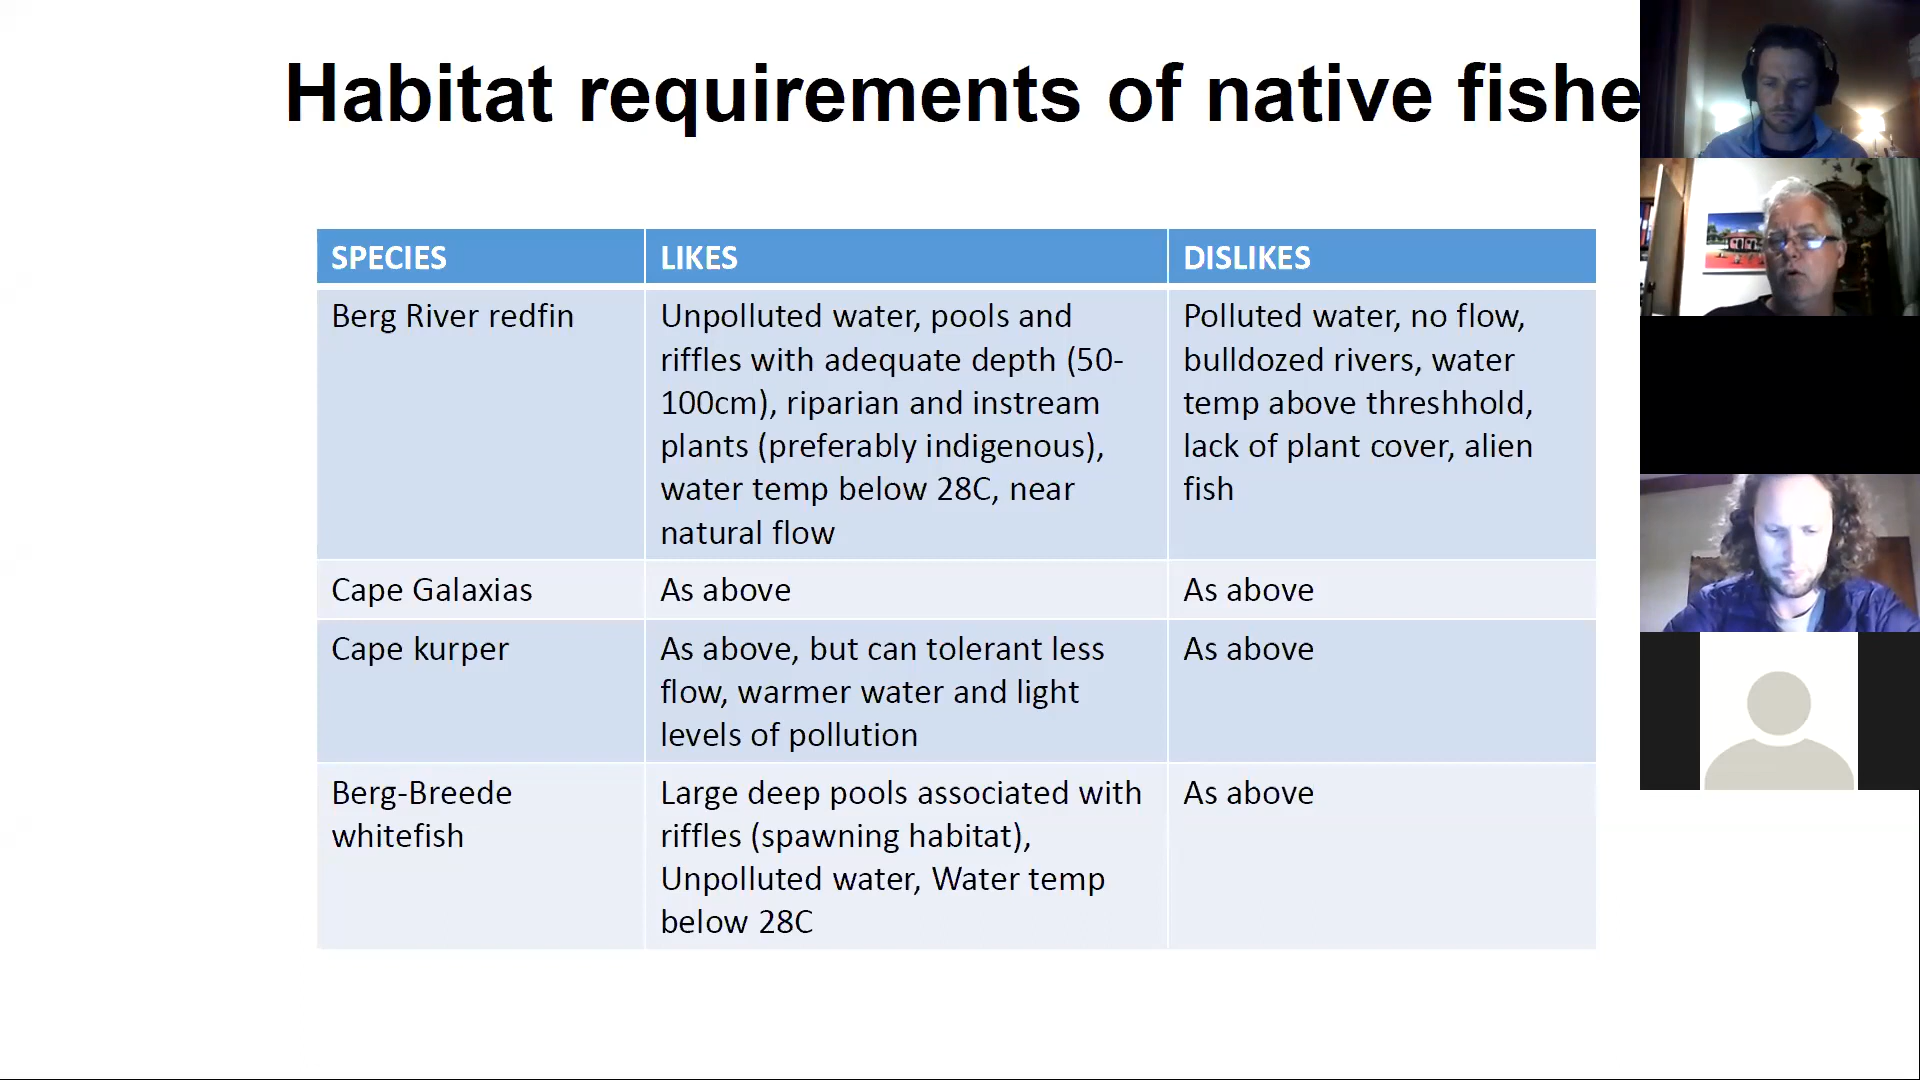 Habitat requirements of native fishe
SPECIES
LIKES
DISLIKES
Berg River redfin
Unpolluted water, pools and
riffles with adequate depth (50-
100cm), riparian and instream
plants (preferably indigenous),
water temp below 28C, near
natural flow
Polluted water, no flow,
bulldozed rivers, water
temp above threshhold,
lack of plant cover, alien
fish
Cape Galaxias
As above
As above
Cape kurper
As above, but can tolerant less
flow, warmer water and light
levels of pollution
As above
Berg-Breede
whitefish
Large deep pools associated with
riffles (spawning habitat),
Unpolluted water, Water temp
below 28C
As above